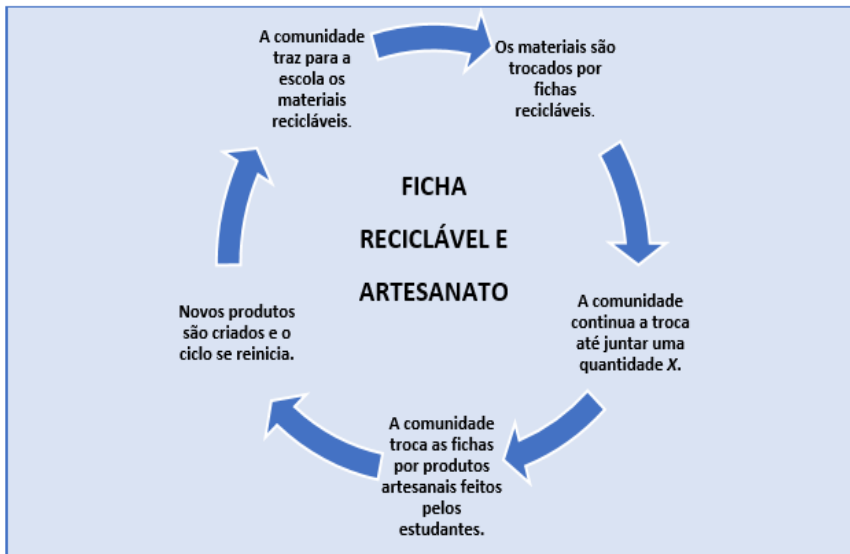 A comunidade
traz para a
escola os
materiais
recicláveis.
Os materiais são
trocados por
fichas
recicláveis.
FICHA
RECICLÁVEL E
ARTESANATO
A comunidade
continua a troca
até juntar uma
quantidade X.
A comunidade
troca as fichas
por produtos
artesanais feitos
pelos
estudantes.
Novos produtos
são criados e o
ciclo se reinicia.